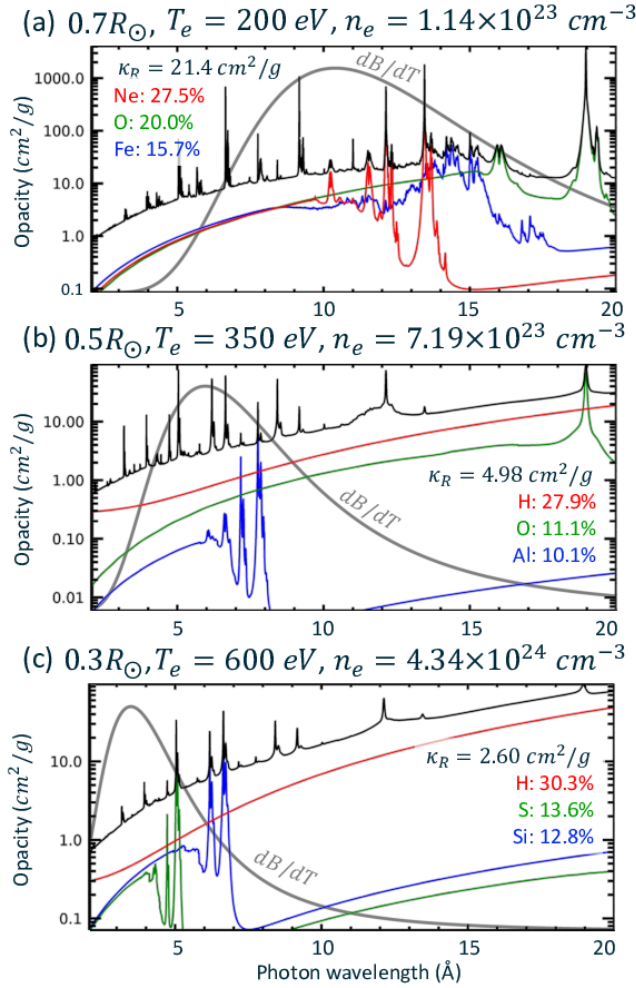 (a) 0.7R⊙, Tₑ = 200 eV, nₑ = 1.14×10²³ cm⁻³
κ_R = 21.4 cm²/g
dB/dT
Ne: 27.5%
O: 20.0%
Fe: 15.7%
Opacity (cm²/g)
1000.0
100.0
10.0
1.0
0.1
5 10 15 20
(b) 0.5R⊙, Tₑ = 350 eV, nₑ = 7.19×10²³ cm⁻³
Opacity (cm²/g)
10.00
1.00
0.10
0.01
dB/dT
κ_R = 4.98 cm²/g
H: 27.9%
O: 11.1%
Al: 10.1%
5 10 15 20
(c) 0.3R⊙, Tₑ = 600 eV, nₑ = 4.34×10²⁴ cm⁻³
Opacity (cm²/g)
10.0
1.0
0.1
κ_R = 2.60 cm²/g
H: 30.3%
S: 13.6%
Si: 12.8%
dB/dT
5 10 15 20
Photon wavelength (Å)